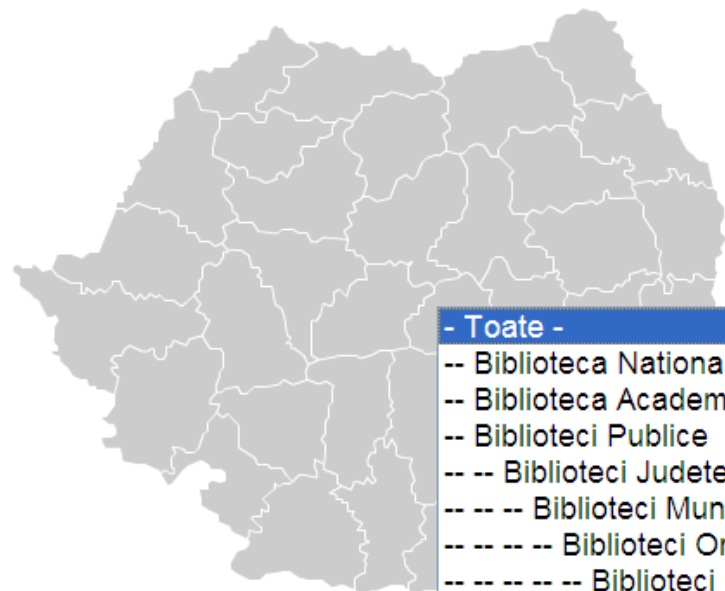 - Toate -
-- Biblioteca Nationa
-- Biblioteca Academ
-- Biblioteci Publice
-- -- Biblioteci Judete
-- -- -- Biblioteci Mun
-- -- -- -- Biblioteci Or
-- -- -- -- -- Biblioteci